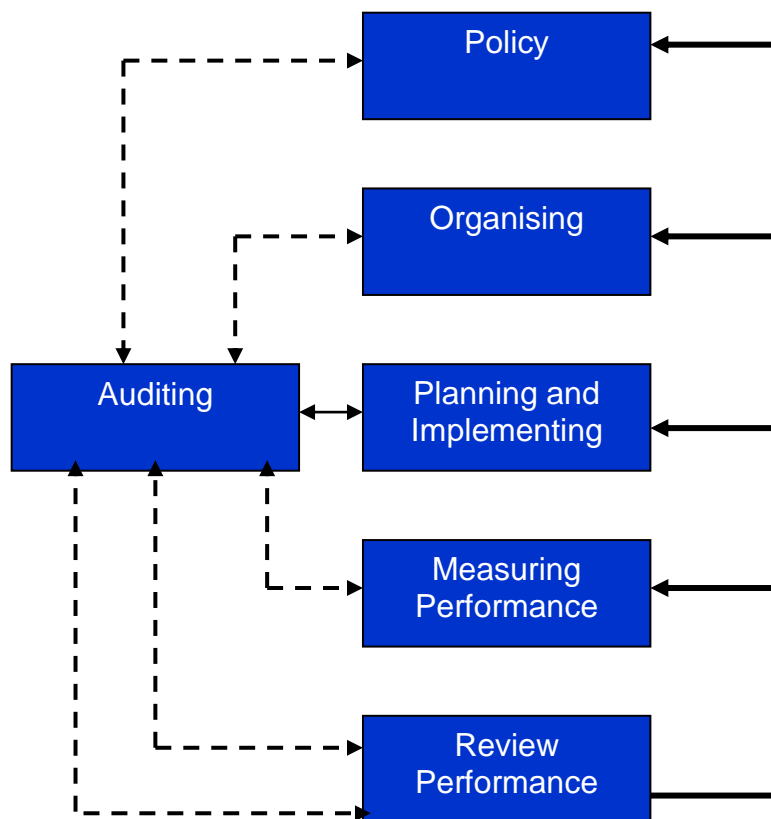 Policy
Organising
Auditing
Planning and
Implementing
Measuring
Performance
Review
Performance